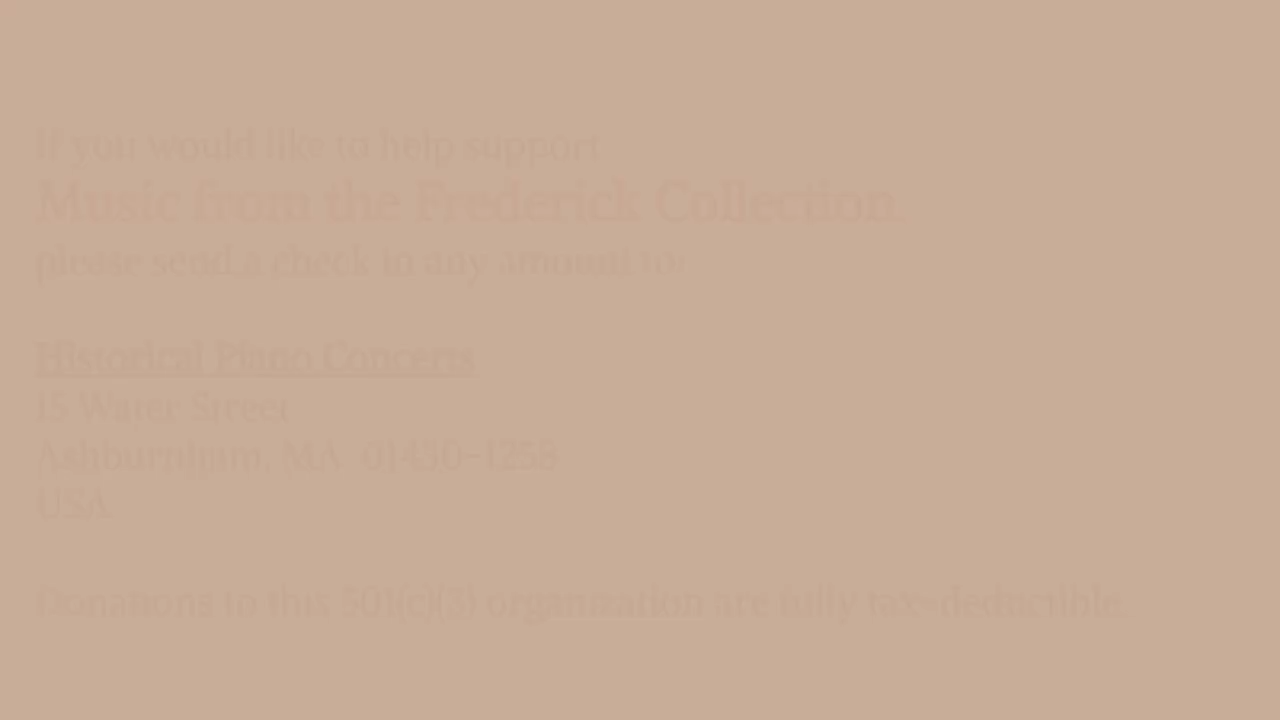 If you would like to help support
Music from the Frederick Collection
please send a check in any amount to:
Historical Piano Concerts
15 Water Street
Ashburnham, MA 01430-1258
USA
Donations to this 501(c)(3) organization are fully tax-deductible.